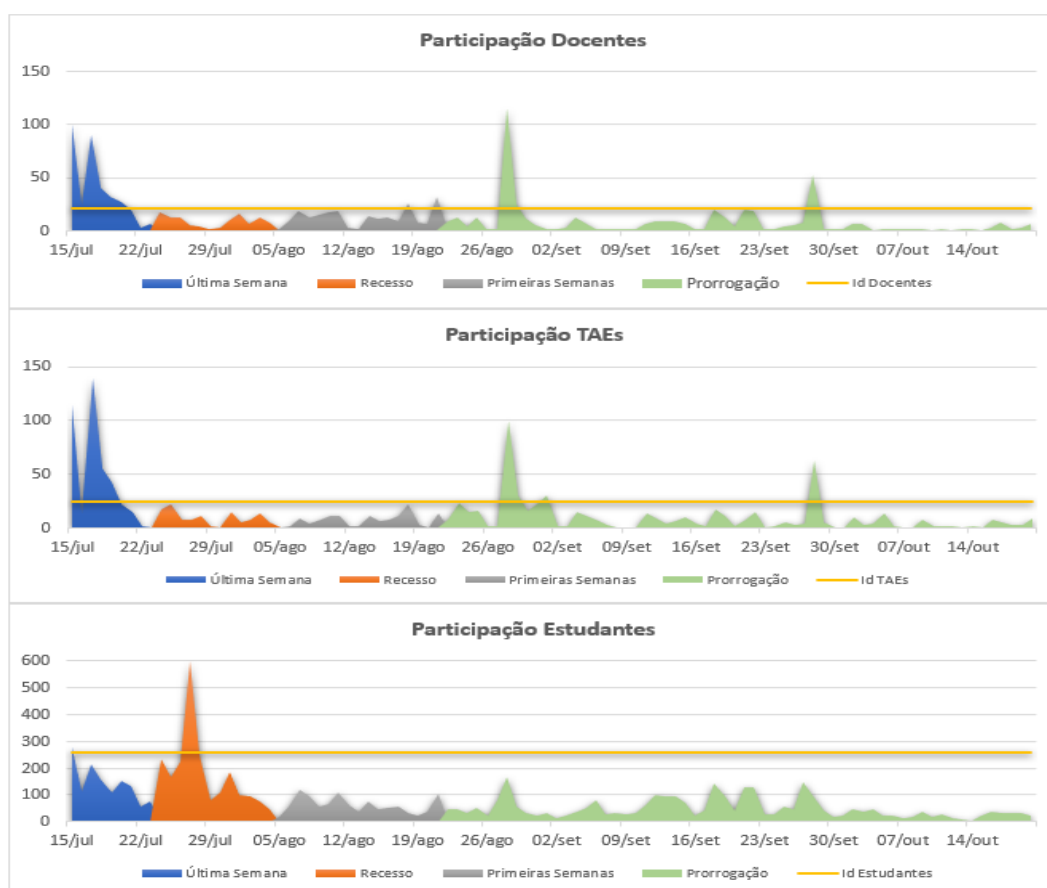 Participação Docentes
150
100
50
0
15/jul 22/jul 29/jul 05/ago 12/ago 19/ago 26/ago 02/set 09/set 16/set 23/set 30/set 07/out 14/out
Última Semana Recesso Primeiras Semanas Prorrogação Id Docentes
Participação TAEs
150
100
50
0
15/jul 22/jul 29/jul 05/ago 12/ago 19/ago 26/ago 02/set 09/set 16/set 23/set 30/set 07/out 14/out
Última Semana Recesso Primeiras Semanas Prorrogação Id TAEs
Participação Estudantes
600
500
400
300
200
100
0
15/jul 22/jul 29/jul 05/ago 12/ago 19/ago 26/ago 02/set 09/set 16/set 23/set 30/set 07/out 14/out
Última Semana Recesso Primeiras Semanas Prorrogação Id Estudantes